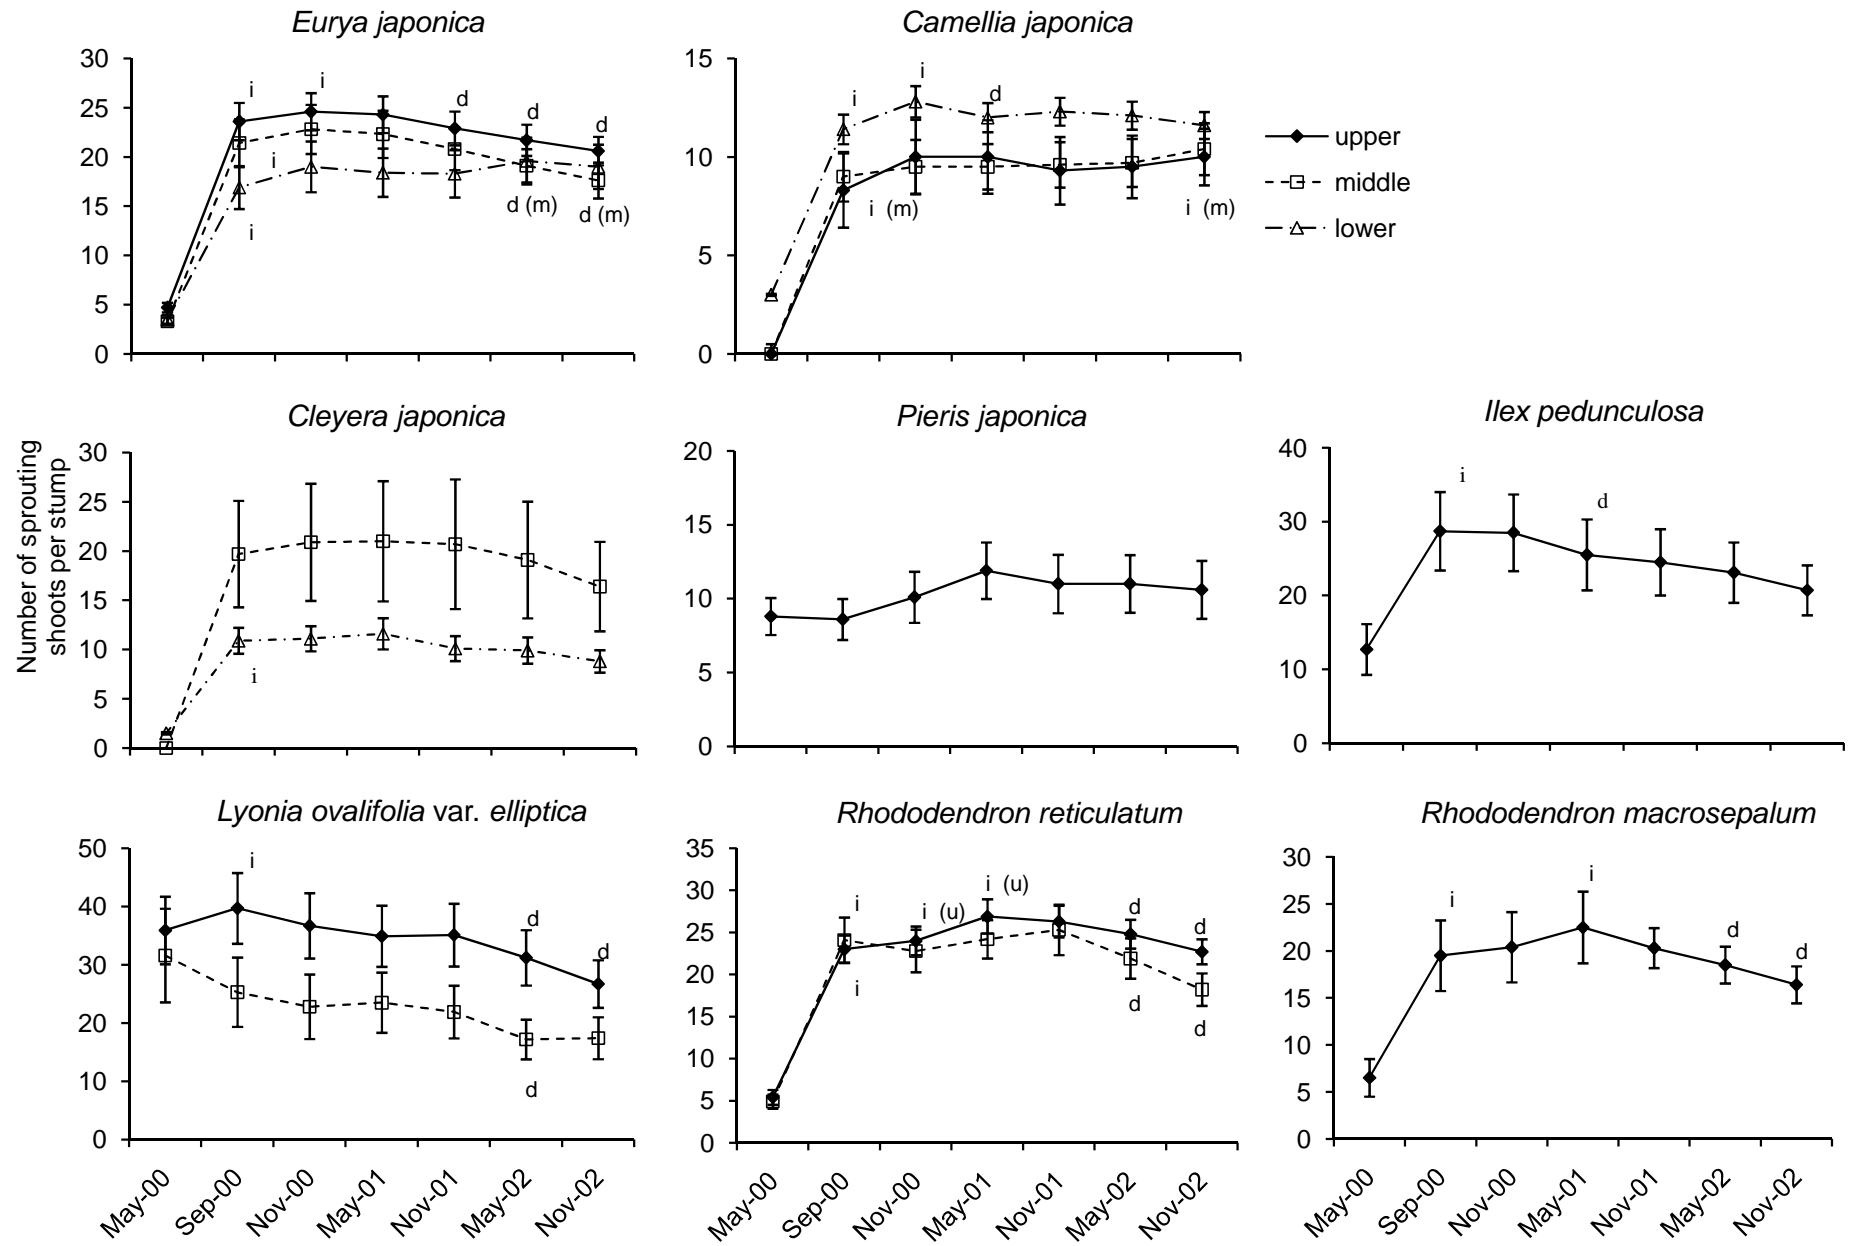 Eurya japonica
30
25
20
15
10
5
0
i
i
i
i
d
d
d
d (m)
d (m)
Camellia japonica
15
10
5
0
i
i
d
i (m)
i (m)
upper
middle
lower
Number of sprouting
shoots per stump
Cleyera japonica
30
25
20
15
10
5
0
i
Pieris japonica
20
15
10
5
0
Ilex pedunculosa
40
30
20
10
0
i
d
Lyonia ovalifolia var. elliptica
50
40
30
20
10
0
i
d
d
d
May-00
Sep-00
Nov-00
May-01
Nov-01
May-02
Nov-02
Rhododendron reticulatum
35
30
25
20
15
10
5
0
i
i (u)
i (u)
d
d
i
d
d
May-00
Sep-00
Nov-00
May-01
Nov-01
May-02
Nov-02
Rhododendron macrosepalum
30
25
20
15
10
5
0
i
i
d
d
May-00
Sep-00
Nov-00
May-01
Nov-01
May-02
Nov-02